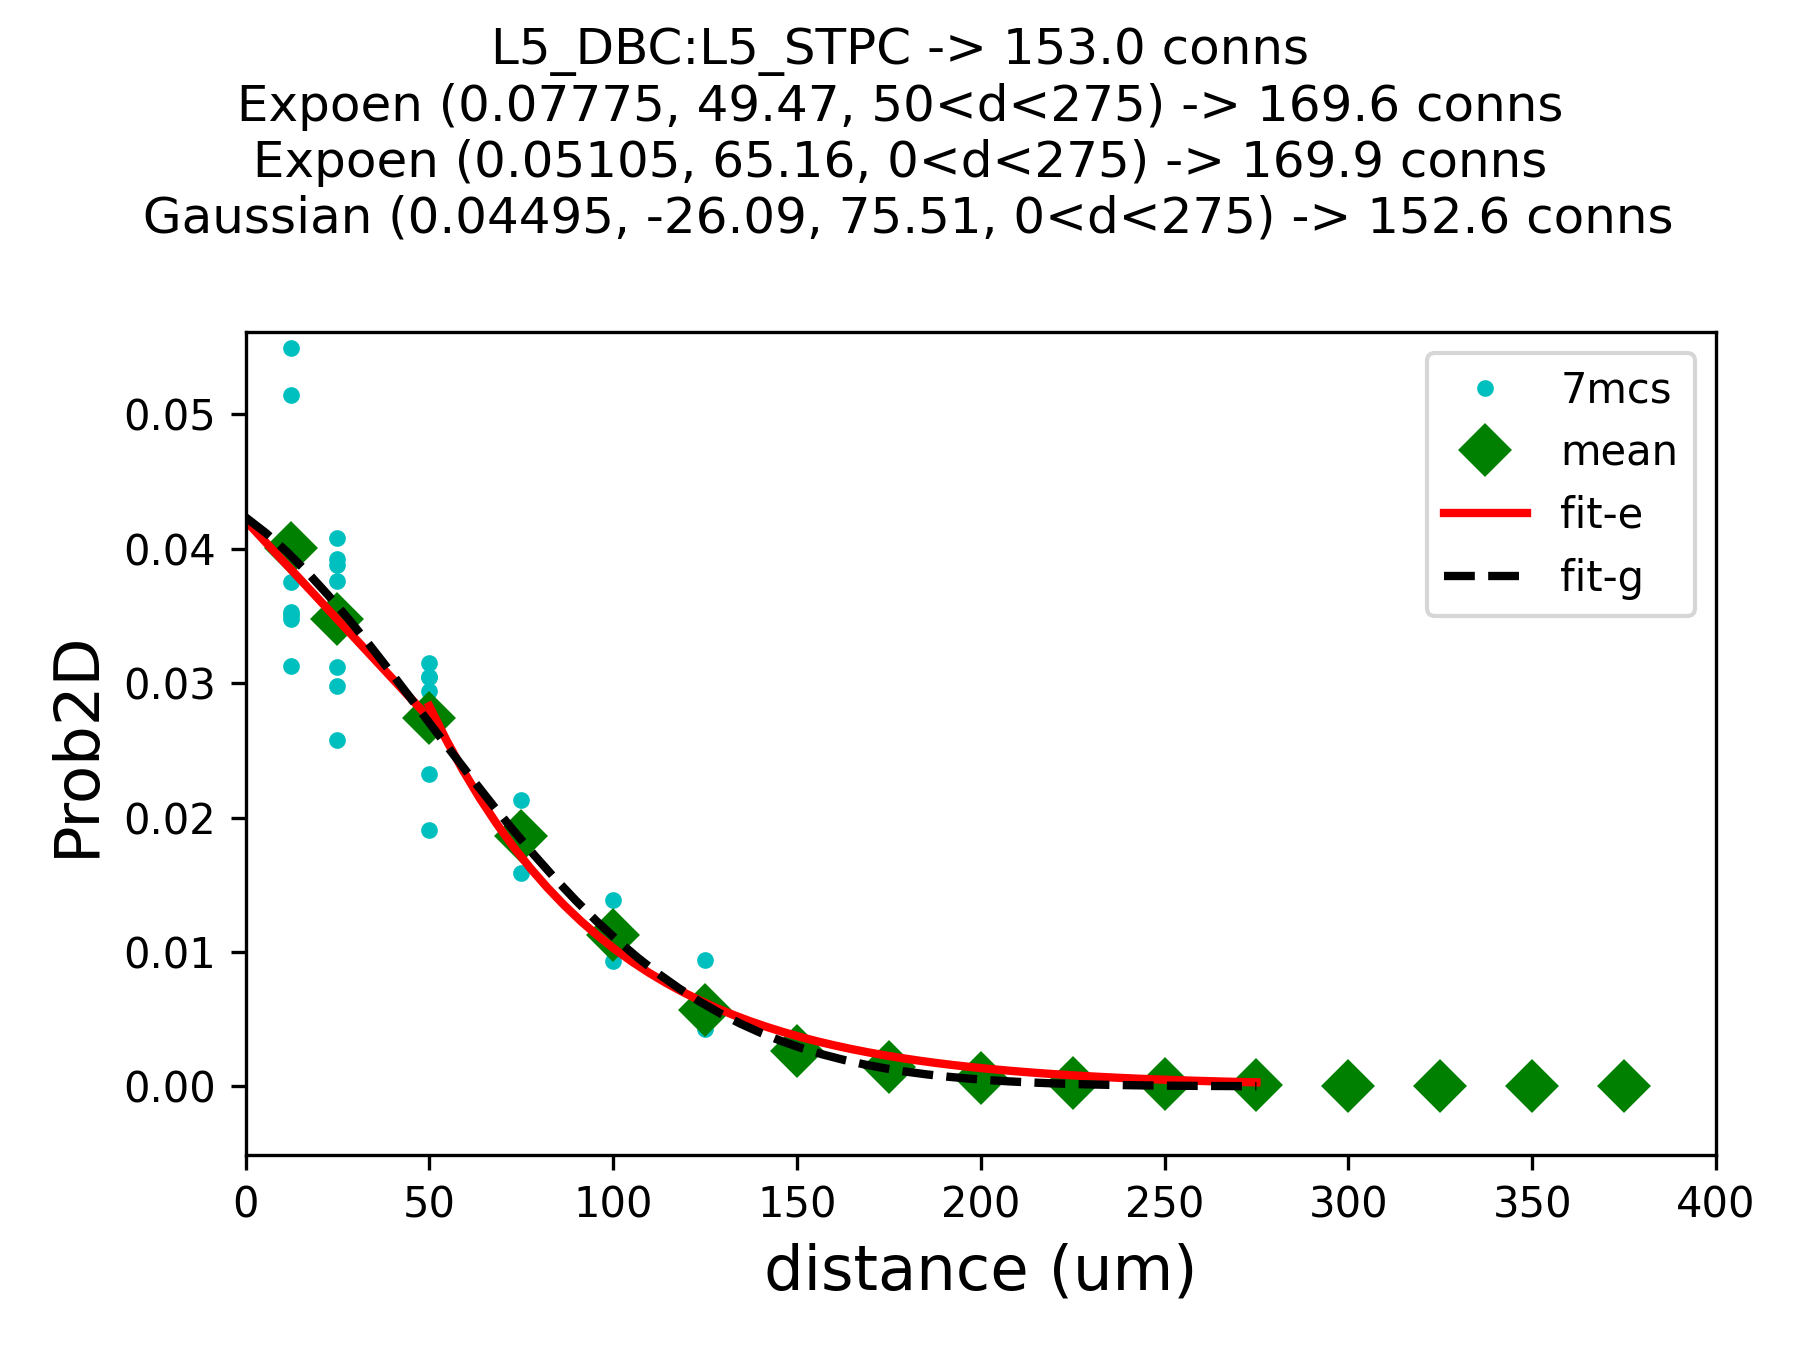 L5_DBC:L5_STPC -> 153.0 conns
Expoen (0.07775, 49.47, 50<d<275) -> 169.6 conns
Expoen (0.05105, 65.16, 0<d<275) -> 169.9 conns
Gaussian (0.04495, -26.09, 75.51, 0<d<275) -> 152.6 conns
7mcs
mean
fit-e
fit-g
Prob2D
0.05
0.04
0.03
0.02
0.01
0.00
0 50 100 150 200 250 300 350 400
distance (um)